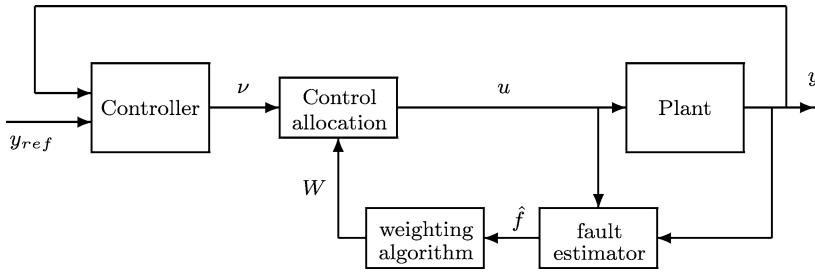 Controller
y_ref
ν
Control
allocation
u
Plant
y
W
weighting
algorithm
f̂
fault
estimator